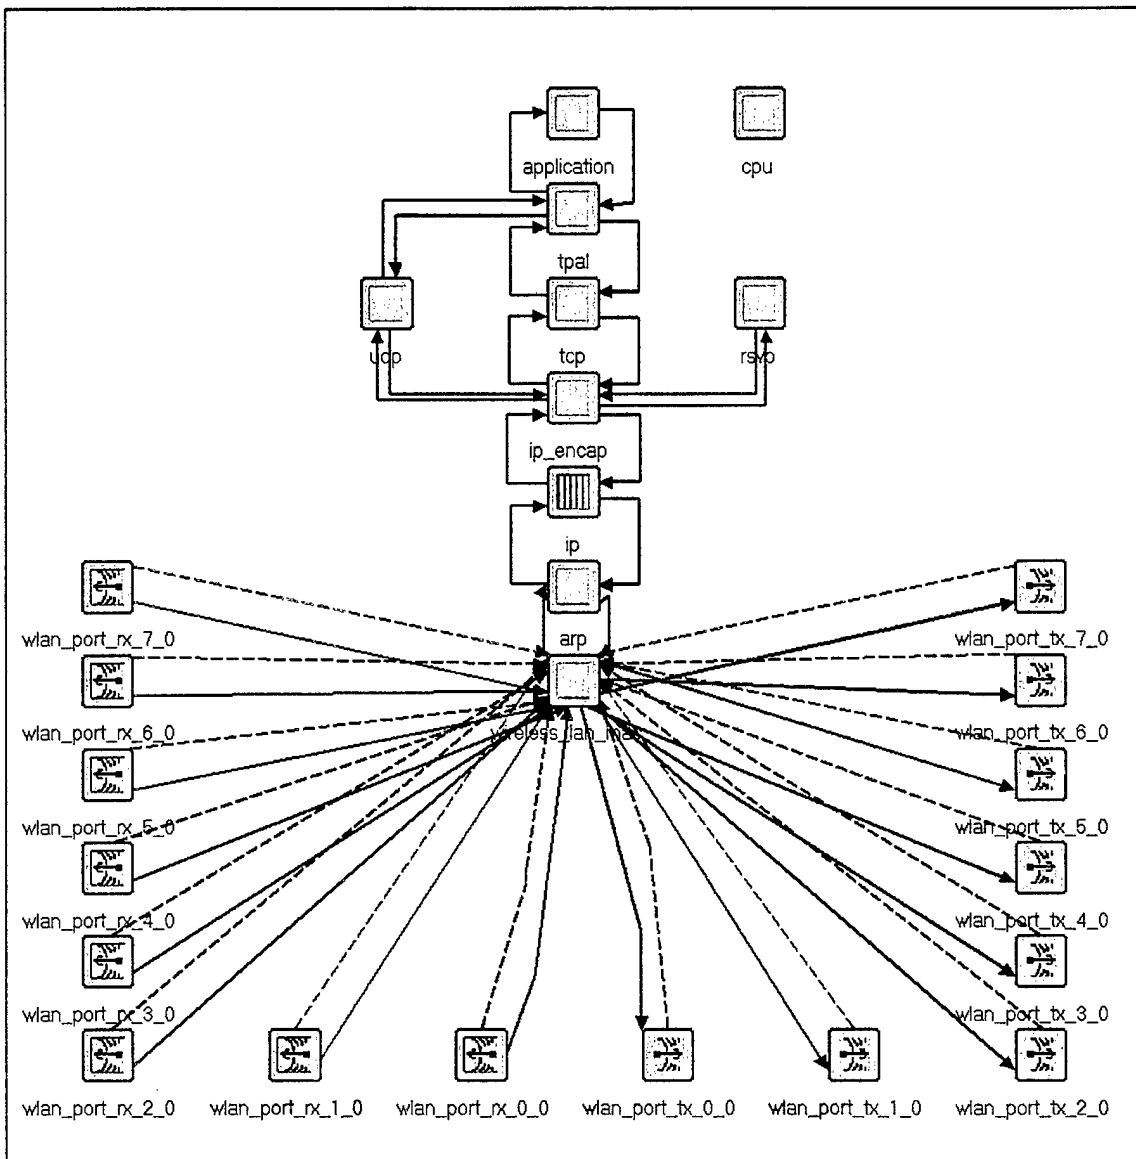 application
cpu
tpal
udp
tcp
rsvp
ip_encap
ip
arp
wlan_port_rx_7_0
wlan_port_tx_7_0
wireless_lan_mac
wlan_port_rx_6_0
wlan_port_tx_6_0
wlan_port_rx_5_0
wlan_port_tx_5_0
wlan_port_rx_4_0
wlan_port_tx_4_0
wlan_port_rx_3_0
wlan_port_tx_3_0
wlan_port_rx_2_0
wlan_port_rx_1_0
wlan_port_rx_0_0
wlan_port_tx_0_0
wlan_port_tx_1_0
wlan_port_tx_2_0